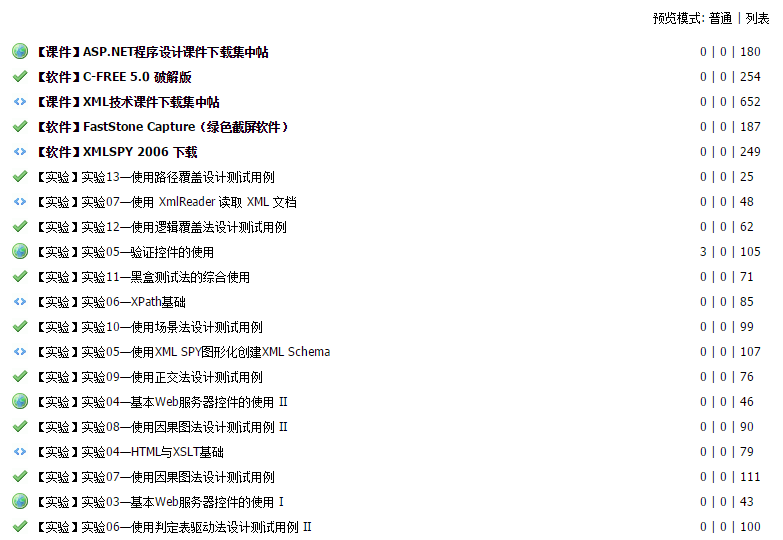 预览模式: 普通 | 列表
【课件】ASP.NET程序设计课件下载集中帖 0 | 0 | 180
【软件】C-FREE 5.0 破解版 0 | 0 | 254
【课件】XML技术课件下载集中帖 0 | 0 | 652
【软件】FastStone Capture（绿色截屏软件） 0 | 0 | 187
【软件】XMLSPY 2006 下载 0 | 0 | 249
【实验】实验13—使用路径覆盖设计测试用例 0 | 0 | 25
【实验】实验07—使用 XmlReader 读取 XML 文档 0 | 0 | 48
【实验】实验12—使用逻辑覆盖法设计测试用例 0 | 0 | 62
【实验】实验05—验证控件的使用 3 | 0 | 105
【实验】实验11—黑盒测试法的综合使用 0 | 0 | 71
【实验】实验06—XPath基础 0 | 0 | 85
【实验】实验10—使用场景法设计测试用例 0 | 0 | 99
【实验】实验05—使用XML SPY图形化创建XML Schema 0 | 0 | 107
【实验】实验09—使用正交法设计测试用例 0 | 0 | 76
【实验】实验04—基本Web服务器控件的使用 II 0 | 0 | 46
【实验】实验08—使用因果图法设计测试用例 II 0 | 0 | 90
【实验】实验04—HTML与XSLT基础 0 | 0 | 79
【实验】实验07—使用因果图法设计测试用例 0 | 0 | 111
【实验】实验03—基本Web服务器控件的使用 I 0 | 0 | 43
【实验】实验06—使用判定表驱动法设计测试用例 II 0 | 0 | 100